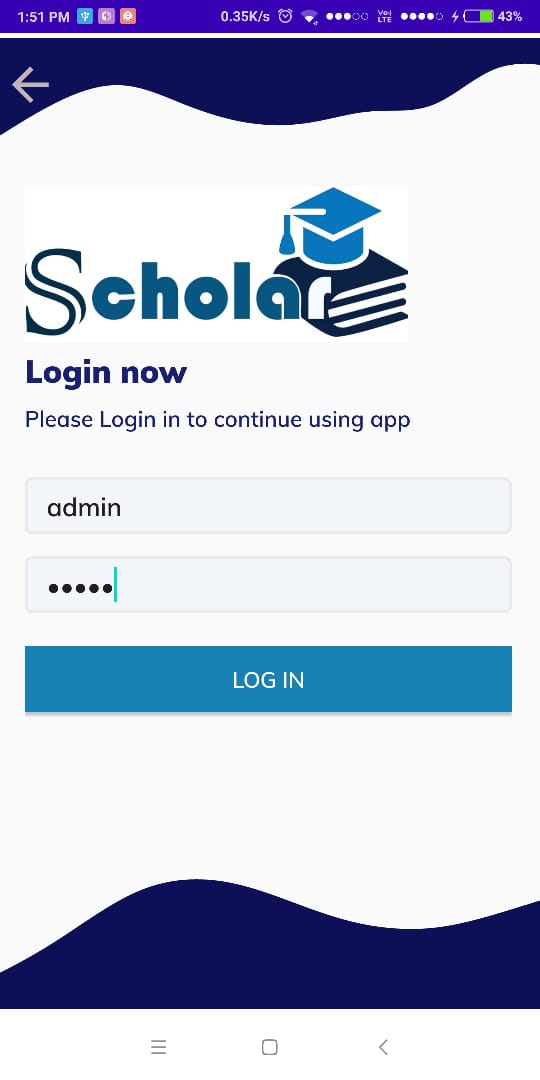 1:51 PM 0.35K/s Vo) LTE 43%
Scholar
Login now
Please Login in to continue using app
admin
•••••
LOG IN